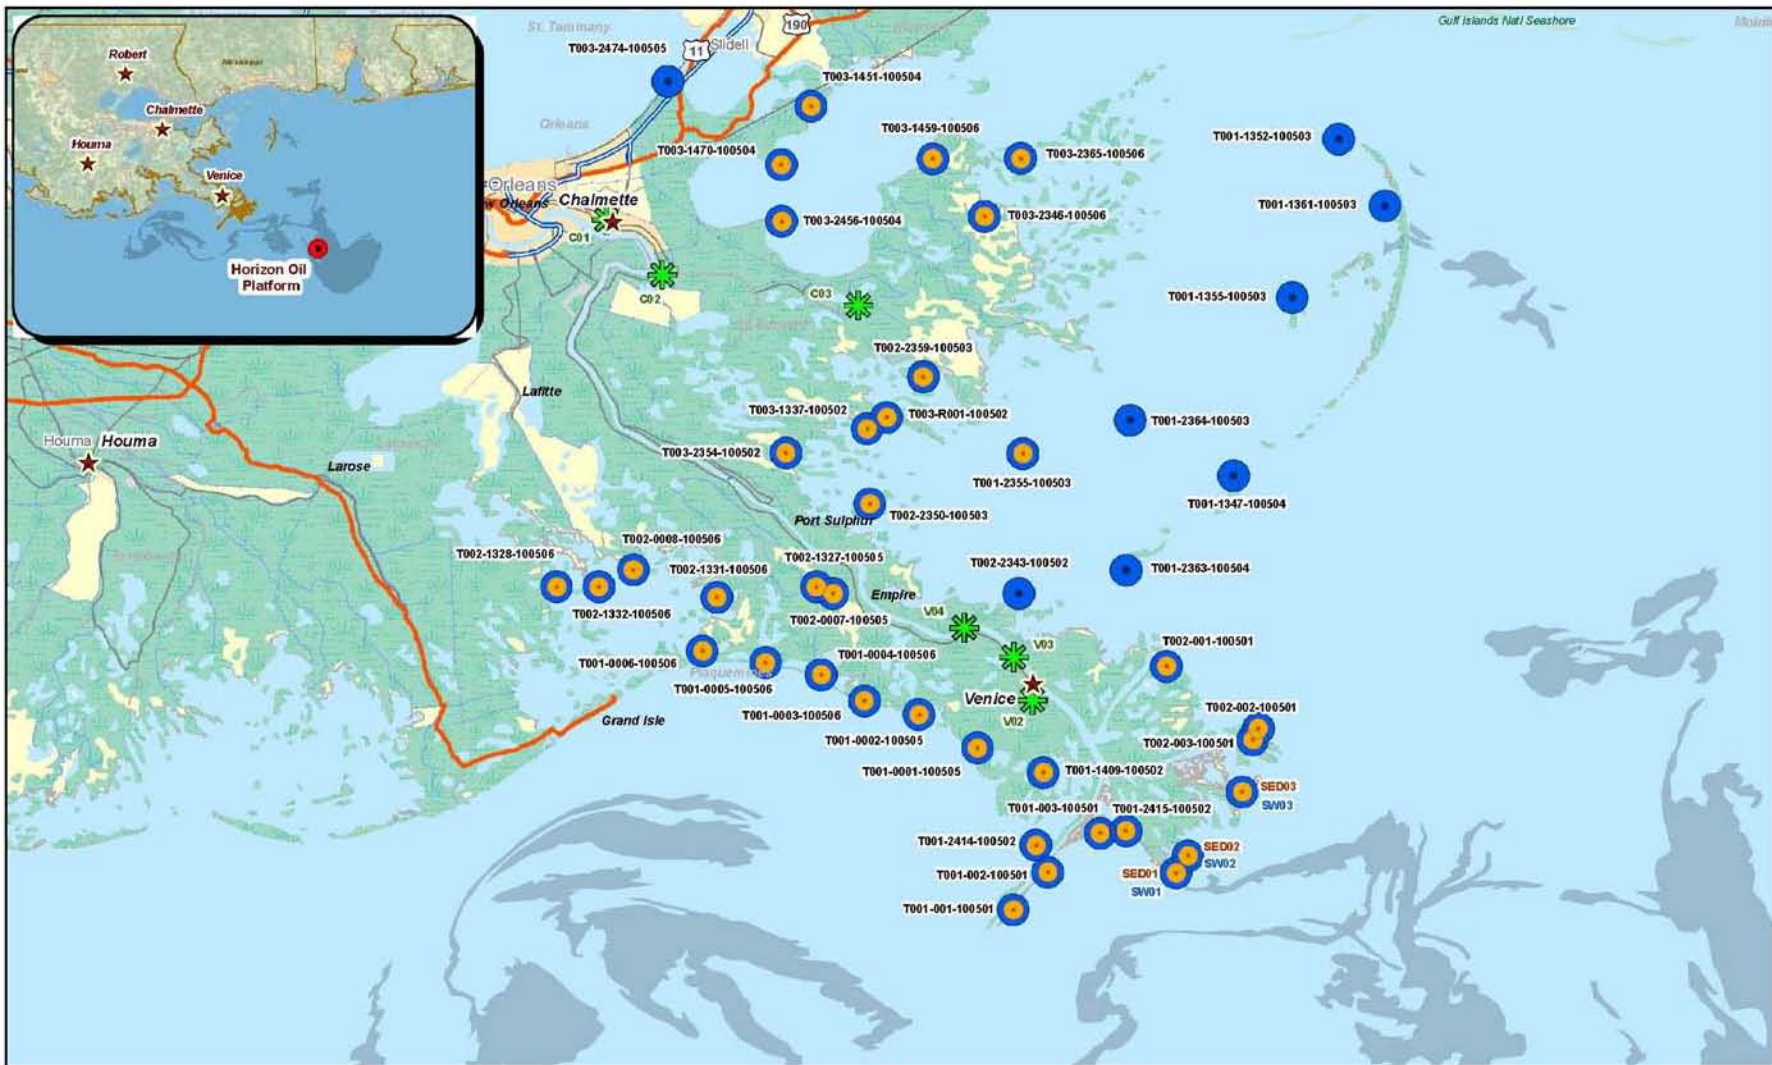 St. Tammany
Gulf Islands Natl Seashore
190
11
Slidell
T003-2474-100505
T003-1451-100504
Orleans
T003-1459-100506
T003-1470-100504
T003-2365-100506
T001-1352-100503
Robert
Mississippi
Chalmette
Houma
Venice
Horizon Oil
Platform
Orleans
New Orleans
Chalmette
C01
T003-2456-100504
T003-2346-100506
T001-1361-100503
C02
C03
T001-1355-100503
T002-2359-100503
Lafitte
T003-1337-100502
T003-R001-100502
T001-2364-100503
Houma
Houma
T003-2354-100502
Larose
T001-2355-100503
T001-1347-100504
Port Sulphur
T002-2350-100503
T002-1328-100506
T002-0008-100506
T002-1327-100505
T002-2343-100502
T002-1331-100506
T001-2363-100504
Empire
T002-1332-100506
T002-0007-100505
V04
V03
T002-001-100501
T001-0006-100506
T001-0004-100506
Plaquemines
T001-0005-100506
Venice
T002-002-100501
Grand Isle
T001-0003-100506
V02
T001-0002-100505
T002-003-100501
T001-0001-100505
T001-1409-100502
SED03
SW03
T001-003-100501
T001-2415-100502
T001-2414-100502
SED02
SW02
T001-002-100501
SED01
SW01
T001-001-100501